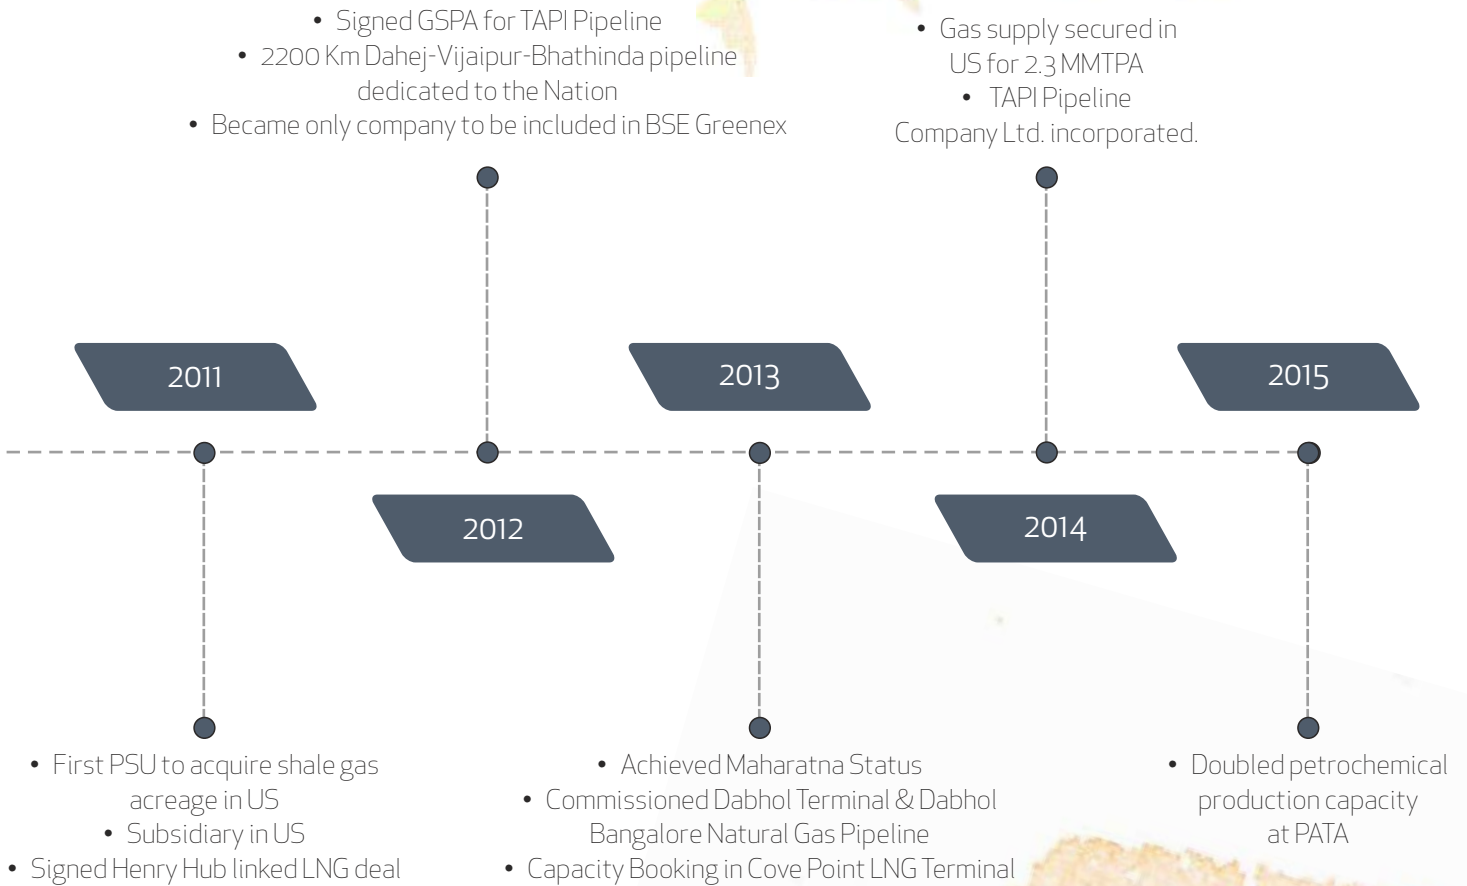 • Signed GSPA for TAPI Pipeline
• 2200 Km Dahej-Vijaipur-Bhathinda pipeline
dedicated to the Nation
• Became only company to be included in BSE Greenex
• Gas supply secured in
US for 2.3 MMTPA
• TAPI Pipeline
Company Ltd. incorporated.
2011
2013
2015
2012
2014
• First PSU to acquire shale gas
acreage in US
• Subsidiary in US
• Signed Henry Hub linked LNG deal
• Achieved Maharatna Status
• Commissioned Dabhol Terminal & Dabhol
Bangalore Natural Gas Pipeline
• Capacity Booking in Cove Point LNG Terminal
• Doubled petrochemical
production capacity
at PATA